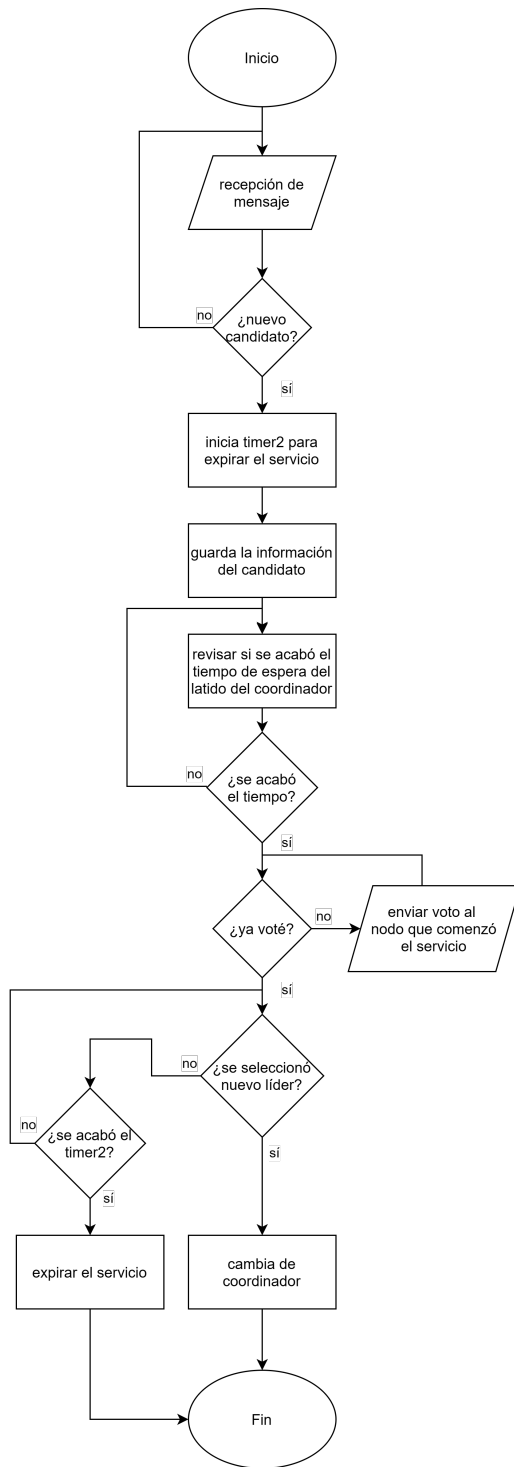 Inicio
recepción de
mensaje
no
¿nuevo
candidato?
sí
inicia timer2 para
expirar el servicio
guarda la información
del candidato
revisar si se acabó el
tiempo de espera del
latido del coordinador
no
¿se acabó
el tiempo?
sí
¿ya voté?
no
enviar voto al
nodo que comenzó
el servicio
sí
¿se seleccionó
nuevo líder?
no
no
¿se acabó el
timer2?
sí
sí
expirar el servicio
cambia de
coordinador
Fin